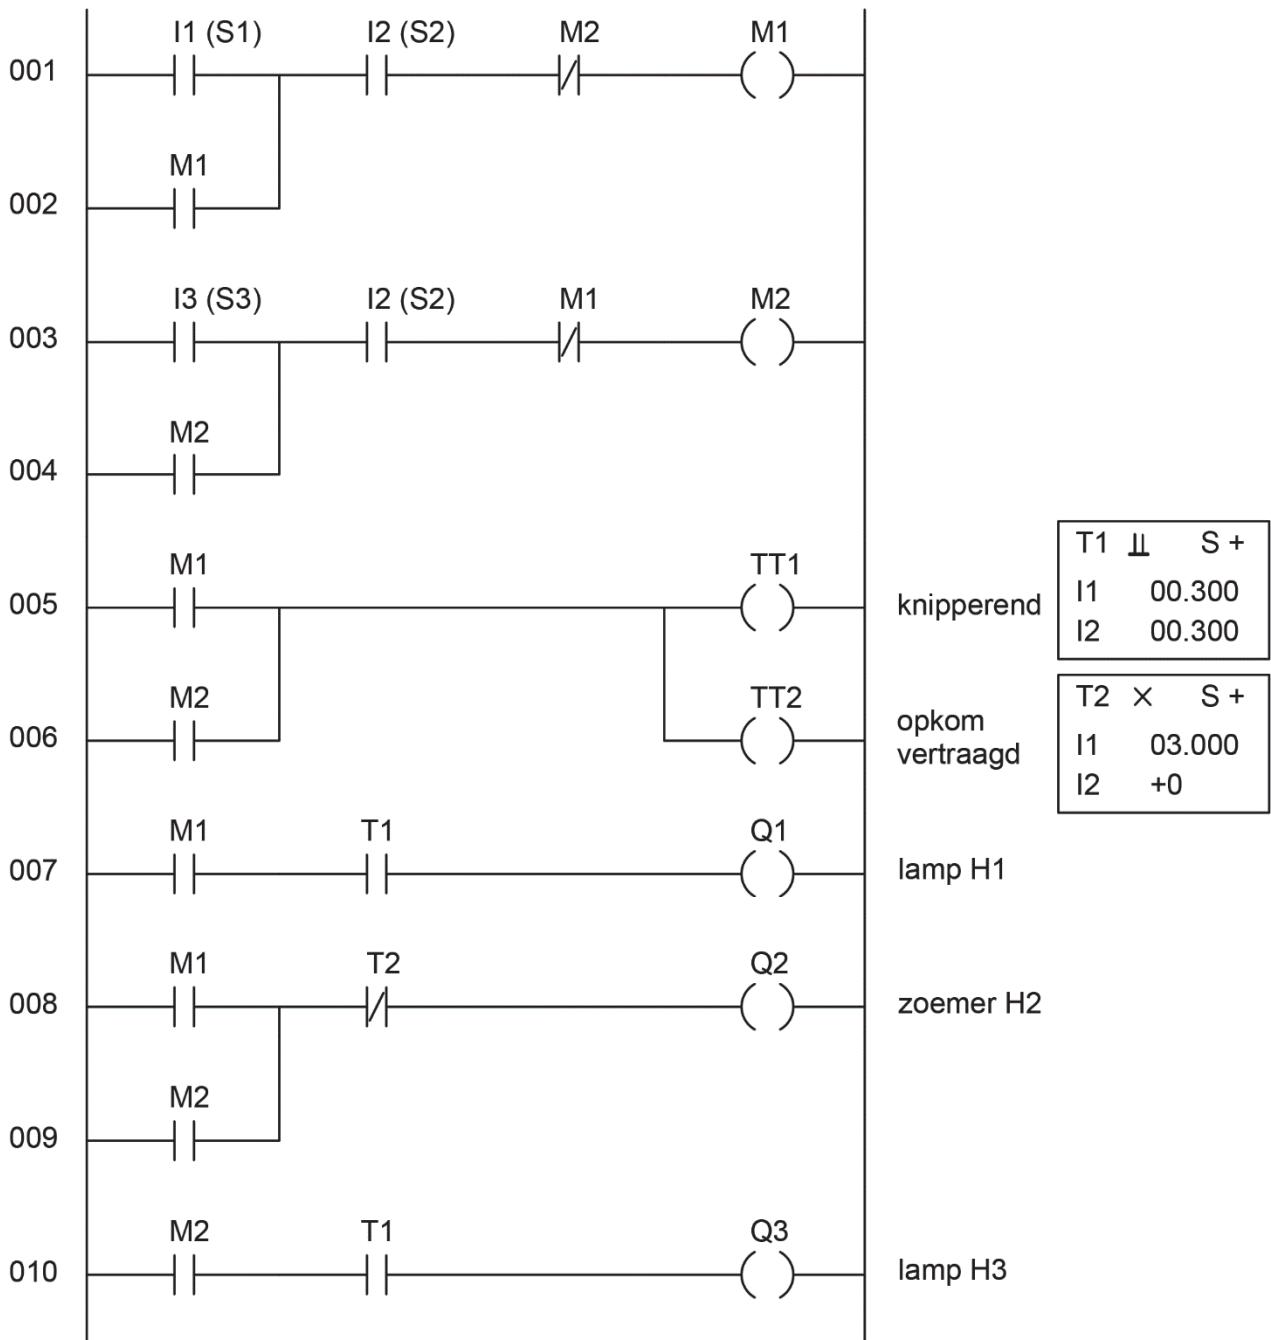 I1 (S1) I2 (S2) M2 M1
001
M1
002
I3 (S3) I2 (S2) M1 M2
003
M2
004
M1 TT1
005 knipperend
T1 S +
I1 00.300
I2 00.300
M2 TT2
006 opkom
vertraagd
T2 S +
I1 03.000
I2 +0
M1 T1 Q1
007 lamp H1
M1 T2 Q2
008 zoemer H2
M2
009
M2 T1 Q3
010 lamp H3